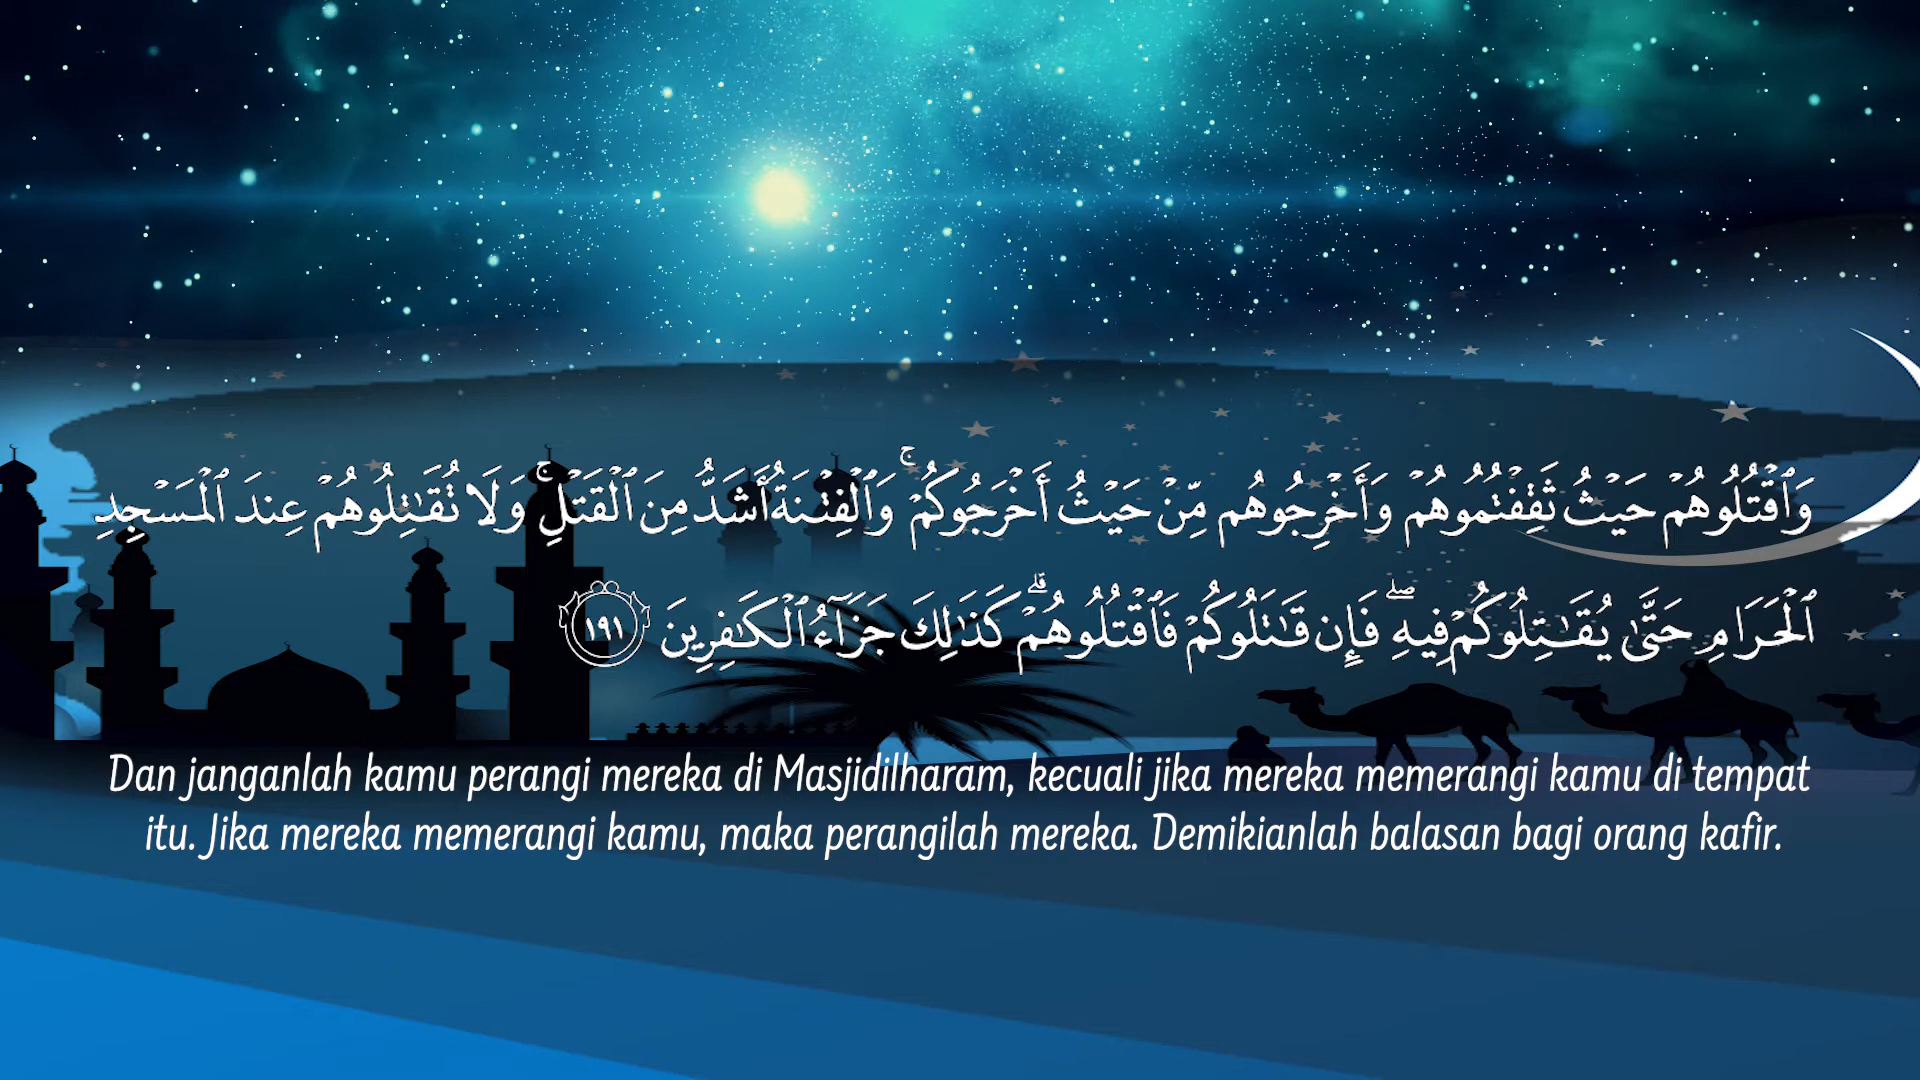 وَٱقْتُلُوهُمْ حَيْثُ ثَقِفْتُمُوهُمْ وَأَخْرِجُوهُم مِّنْ حَيْثُ أَخْرَجُوكُمْ ۚ وَٱلْفِتْنَةُ أَشَدُّ مِنَ ٱلْقَتْلِ ۚ وَلَا تُقَـٰتِلُوهُمْ عِندَ ٱلْمَسْجِدِ
ٱلْحَرَامِ حَتَّىٰ يُقَـٰتِلُوكُمْ فِيهِ ۖ فَإِن قَـٰتَلُوكُمْ فَٱقْتُلُوهُمْ ۗ كَذَٰلِكَ جَزَآءُ ٱلْكَـٰفِرِينَ ١٩١
Dan janganlah kamu perangi mereka di Masjidilharam, kecuali jika mereka memerangi kamu di tempat
itu. Jika mereka memerangi kamu, maka perangilah mereka. Demikianlah balasan bagi orang kafir.